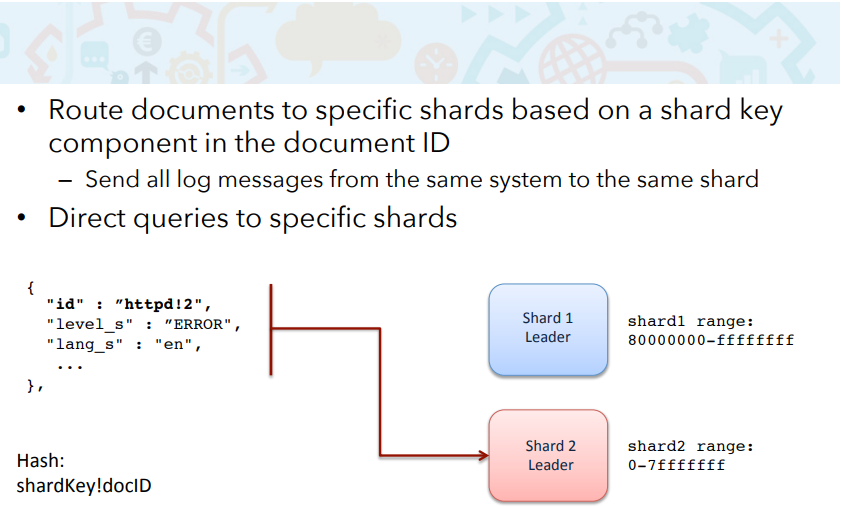 • Route documents to specific shards based on a shard key
component in the document ID
– Send all log messages from the same system to the same shard
• Direct queries to specific shards
{
"id" : ”httpd!2",
"level_s" : ”ERROR",
"lang_s" : "en",
...
},
Hash:
shardKey!docID
Shard 1
Leader
shard1 range:
80000000-ffffffff
Shard 2
Leader
shard2 range:
0-7fffffff